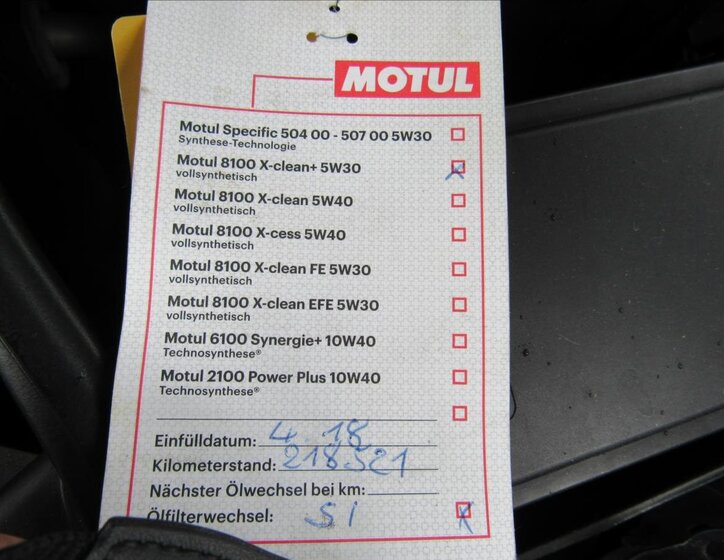 MOTUL
Motul Specific 504 00 - 507 00 5W30
Synthese-Technologie
Motul 8100 X-clean+ 5W30
vollsynthetisch
Motul 8100 X-clean 5W40
vollsynthetisch
Motul 8100 X-cess 5W40
vollsynthetisch
Motul 8100 X-clean FE 5W30
vollsynthetisch
Motul 8100 X-clean EFE 5W30
vollsynthetisch
Motul 6100 Synergie+ 10W40
Technosynthese®
Motul 2100 Power Plus 10W40
Technosynthese®
Einfülldatum: 4. 18
Kilometerstand: 218521
Nächster Ölwechsel bei km:
Ölfilterwechsel: SI